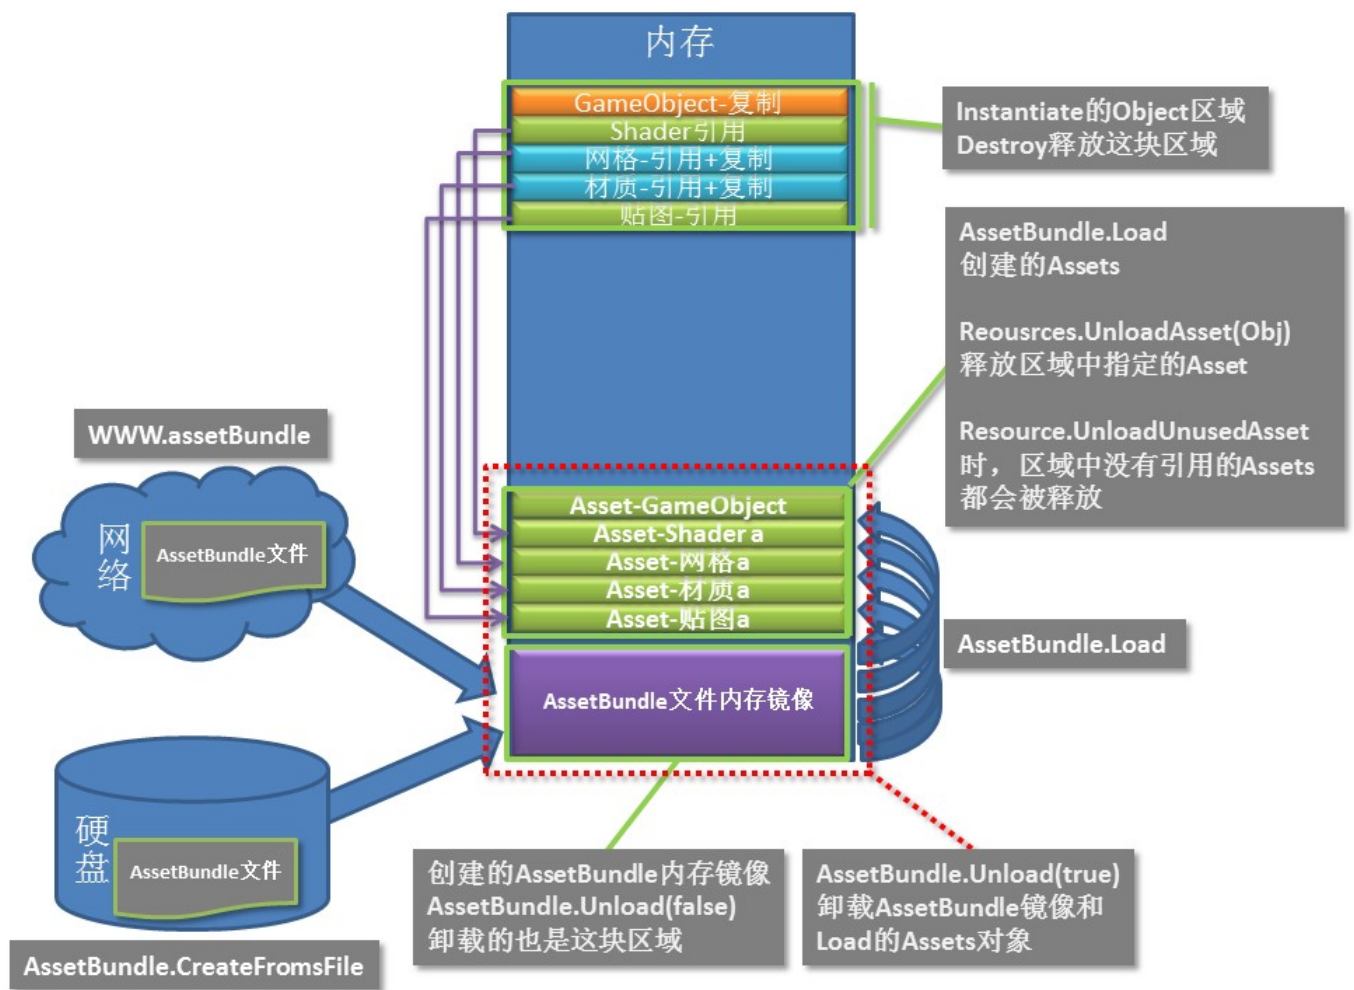 内存
GameObject-复制
Shader引用
网格-引用+复制
材质-引用+复制
贴图-引用
Instantiate的Object区域
Destroy释放这块区域
AssetBundle.Load
创建的Assets
Reousrces.UnloadAsset(Obj)
释放区域中指定的Asset
Resource.UnloadUnusedAsset
时，区域中没有引用的Assets
都会被释放
WWW.assetBundle
网络
AssetBundle文件
Asset-GameObject
Asset-Shader a
Asset-网格a
Asset-材质a
Asset-贴图a
AssetBundle.Load
AssetBundle文件内存镜像
硬盘
AssetBundle文件
AssetBundle.CreateFromsFile
创建的AssetBundle内存镜像
AssetBundle.Unload(false)
卸载的也是这块区域
AssetBundle.Unload(true)
卸载AssetBundle镜像和
Load的Assets对象